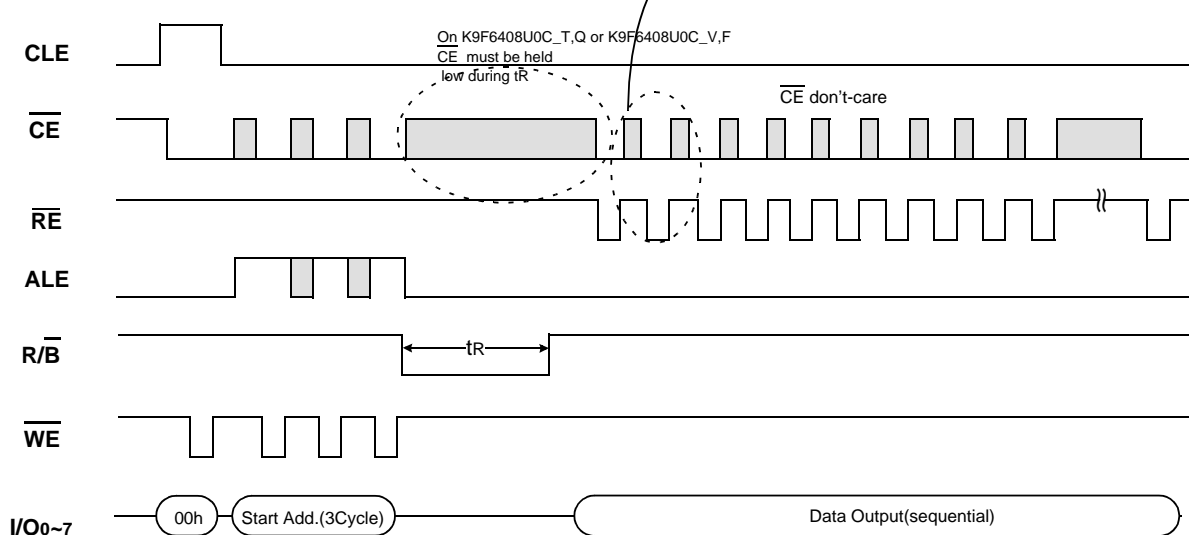 CLE
On K9F6408U0C_T,Q or K9F6408U0C_V,F
CE must be held
low during tR
CE don't-care
CE
RE
ALE
R/B
tR
WE
I/O0~7
00h
Start Add.(3Cycle)
Data Output(sequential)